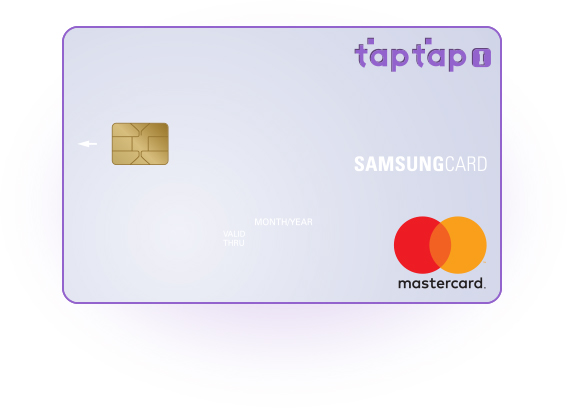 taptap I
SAMSUNGCARD
MONTH/YEAR
VALID
THRU
mastercard.